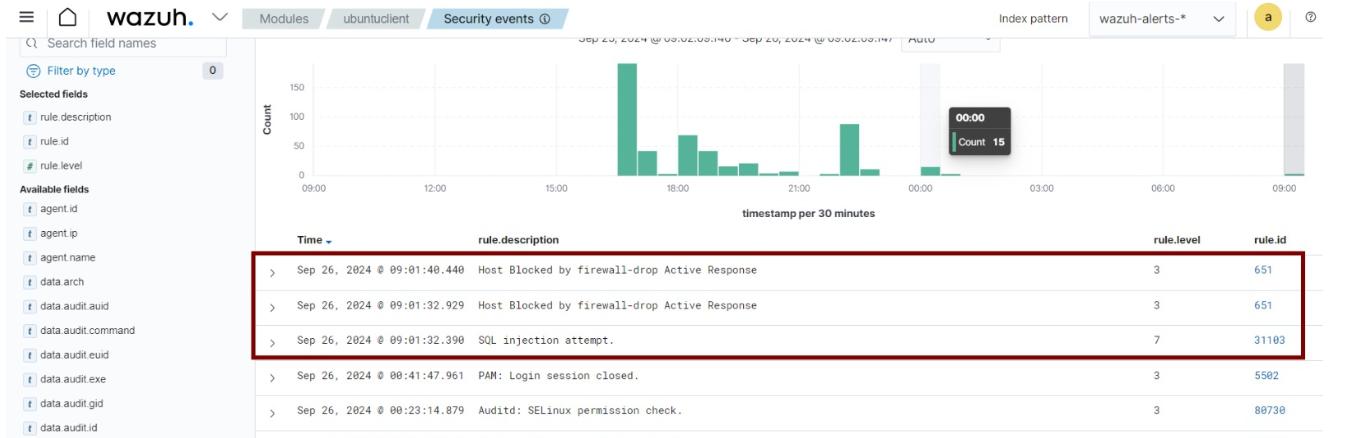 wazuh. Modules ubuntuclient Security events Index pattern wazuh-alerts-* a
Search field names
Sep 25, 2024 @ 09:02:09.146 - Sep 26, 2024 @ 09:02:09.147 Auto
Filter by type 0
Selected fields
t rule.description
t rule.id
# rule.level
Available fields
t agent.id
t agent.ip
t agent.name
t data.arch
t data.audit.auid
t data.audit.command
t data.audit.euid
t data.audit.exe
t data.audit.gid
t data.audit.id
Count
150
100
50
0
00:00
Count 15
09:00 12:00 15:00 18:00 21:00 00:00 03:00 06:00 09:00
timestamp per 30 minutes
Time rule.description rule.level rule.id
Sep 26, 2024 @ 09:01:40.440 Host Blocked by firewall-drop Active Response 3 651
Sep 26, 2024 @ 09:01:32.929 Host Blocked by firewall-drop Active Response 3 651
Sep 26, 2024 @ 09:01:32.390 SQL injection attempt. 7 31103
Sep 26, 2024 @ 00:41:47.961 PAM: Login session closed. 3 5502
Sep 26, 2024 @ 00:23:14.879 Auditd: SELinux permission check. 3 80730